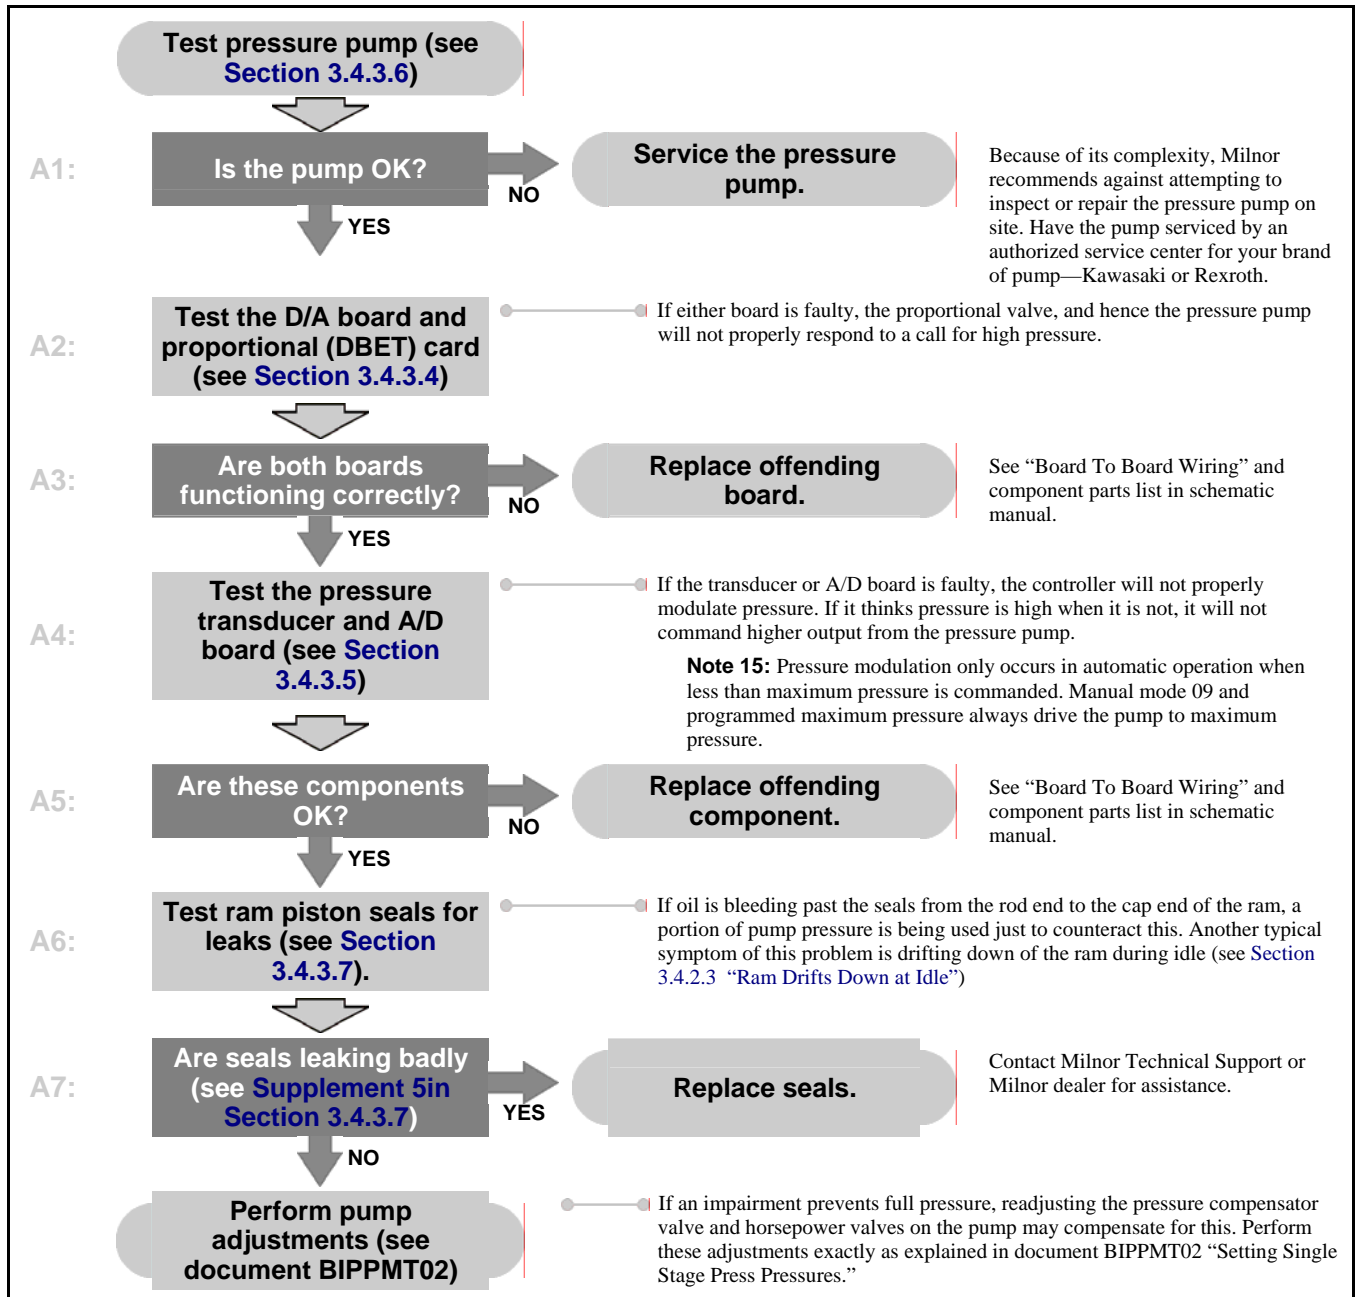 Test pressure pump (see
Section 3.4.3.6)
A1:
Is the pump OK?
NO
YES
Service the pressure
pump.
Because of its complexity, Milnor
recommends against attempting to
inspect or repair the pressure pump on
site. Have the pump serviced by an
authorized service center for your brand
of pump—Kawasaki or Rexroth.
A2:
Test the D/A board and
proportional (DBET) card
(see Section 3.4.3.4)
If either board is faulty, the proportional valve, and hence the pressure pump
will not properly respond to a call for high pressure.
A3:
Are both boards
functioning correctly?
NO
YES
Replace offending
board.
See “Board To Board Wiring” and
component parts list in schematic
manual.
A4:
Test the pressure
transducer and A/D
board (see Section
3.4.3.5)
If the transducer or A/D board is faulty, the controller will not properly
modulate pressure. If it thinks pressure is high when it is not, it will not
command higher output from the pressure pump.
Note 15: Pressure modulation only occurs in automatic operation when
less than maximum pressure is commanded. Manual mode 09 and
programmed maximum pressure always drive the pump to maximum
pressure.
A5:
Are these components
OK?
NO
YES
Replace offending
component.
See “Board To Board Wiring” and
component parts list in schematic
manual.
A6:
Test ram piston seals for
leaks (see Section
3.4.3.7).
If oil is bleeding past the seals from the rod end to the cap end of the ram, a
portion of pump pressure is being used just to counteract this. Another typical
symptom of this problem is drifting down of the ram during idle (see Section
3.4.2.3 “Ram Drifts Down at Idle”)
A7:
Are seals leaking badly
(see Supplement 5in
Section 3.4.3.7)
YES
NO
Replace seals.
Contact Milnor Technical Support or
Milnor dealer for assistance.
Perform pump
adjustments (see
document BIPPMT02)
If an impairment prevents full pressure, readjusting the pressure compensator
valve and horsepower valves on the pump may compensate for this. Perform
these adjustments exactly as explained in document BIPPMT02 “Setting Single
Stage Press Pressures.”